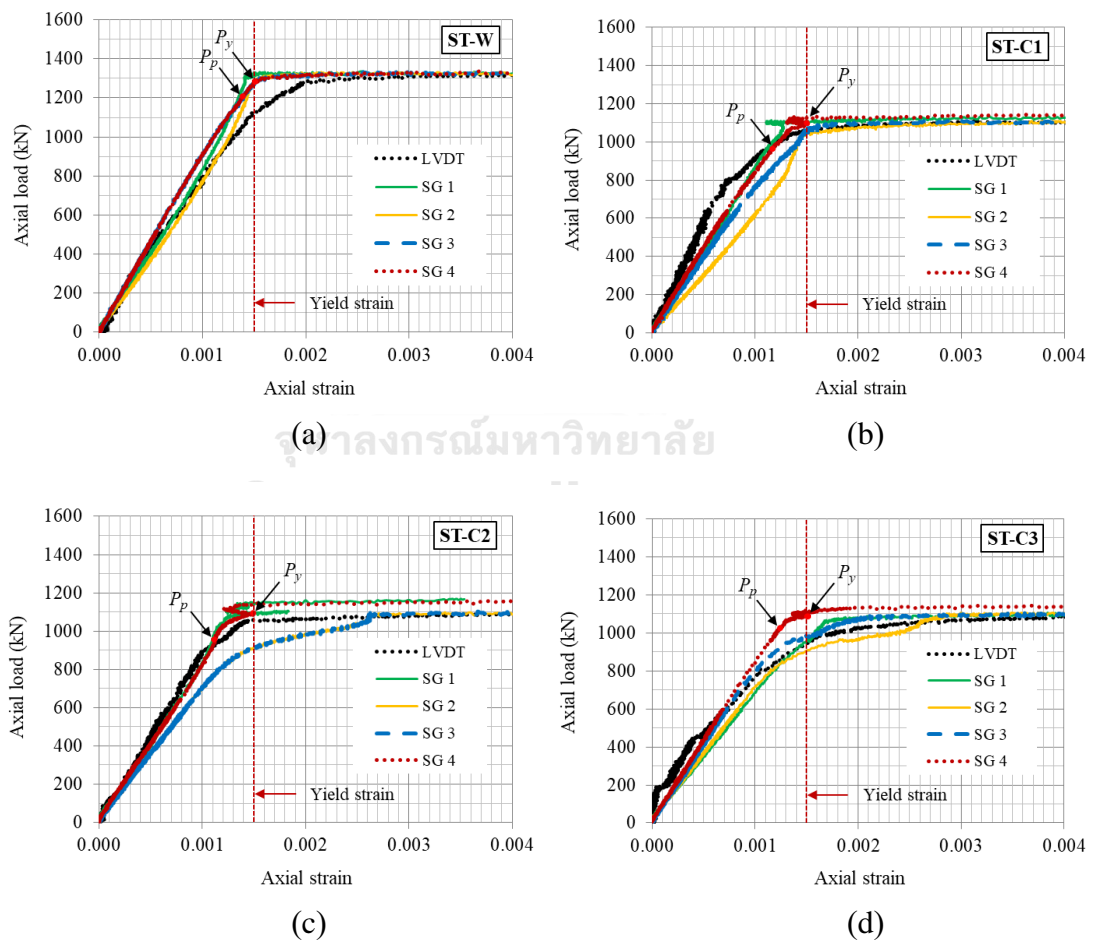 1600
1400
1200
1000
800
600
400
200
0
Axial load (kN)
P_y
P_p
ST-W
LVDT
SG 1
SG 2
SG 3
SG 4
Yield strain
0.000 0.001 0.002 0.003 0.004
Axial strain
(a)
1600
1400
1200
1000
800
600
400
200
0
Axial load (kN)
ST-C1
P_y
P_p
LVDT
SG 1
SG 2
SG 3
SG 4
Yield strain
0.000 0.001 0.002 0.003 0.004
Axial strain
(b)
จุฬาลงกรณ์มหาวิทยาลัย
1600
1400
1200
1000
800
600
400
200
0
Axial load (kN)
ST-C2
P_y
P_p
LVDT
SG 1
SG 2
SG 3
SG 4
Yield strain
0.000 0.001 0.002 0.003 0.004
Axial strain
(c)
1600
1400
1200
1000
800
600
400
200
0
Axial load (kN)
ST-C3
P_y
P_p
LVDT
SG 1
SG 2
SG 3
SG 4
Yield strain
0.000 0.001 0.002 0.003 0.004
Axial strain
(d)